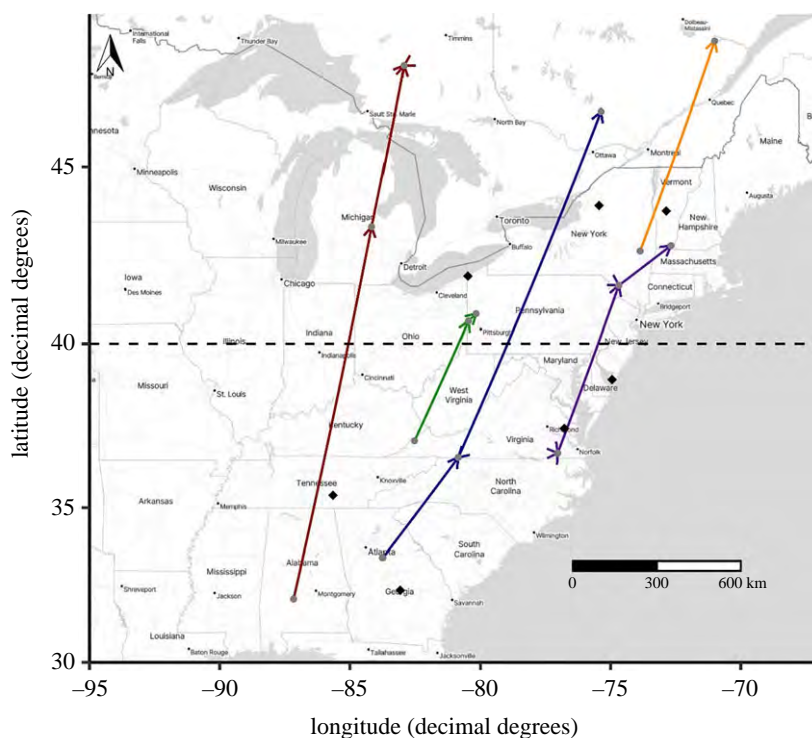 Dolbeau-
Mistassini
International
Falls
Thunder Bay
Timmins
N
Bemidji
Quebec
Sault Ste. Marie
North Bay
Maine
Ottawa
Montreal
45
Minneapolis
Vermont
Wisconsin
Augusta
Michigan
Toronto
New York
New
Hampshire
Milwaukee
Buffalo
Detroit
Massachusetts
Iowa
Chicago
Connecticut
Des Moines
Cleveland
Pennsylvania
Bridgeport
New York
Indiana
Ohio
Pittsburgh
40
Illinois
New Jersey
Indianapolis
Maryland
Cincinnati
Missouri
St. Louis
West
Virginia
Delaware
Kentucky
Virginia
Richmond
Norfolk
Tennessee
Knoxville
North
Carolina
35
Arkansas
Memphis
Wilmington
Atlanta
South
Carolina
Alabama
Mississippi
Shreveport
Jackson
Montgomery
Georgia
Savannah
0
300
600 km
Louisiana
Baton Rouge
Tallahassee
Jacksonville
30
–95
–90
–85
–80
–75
–70
longitude (decimal degrees)
latitude (decimal degrees)